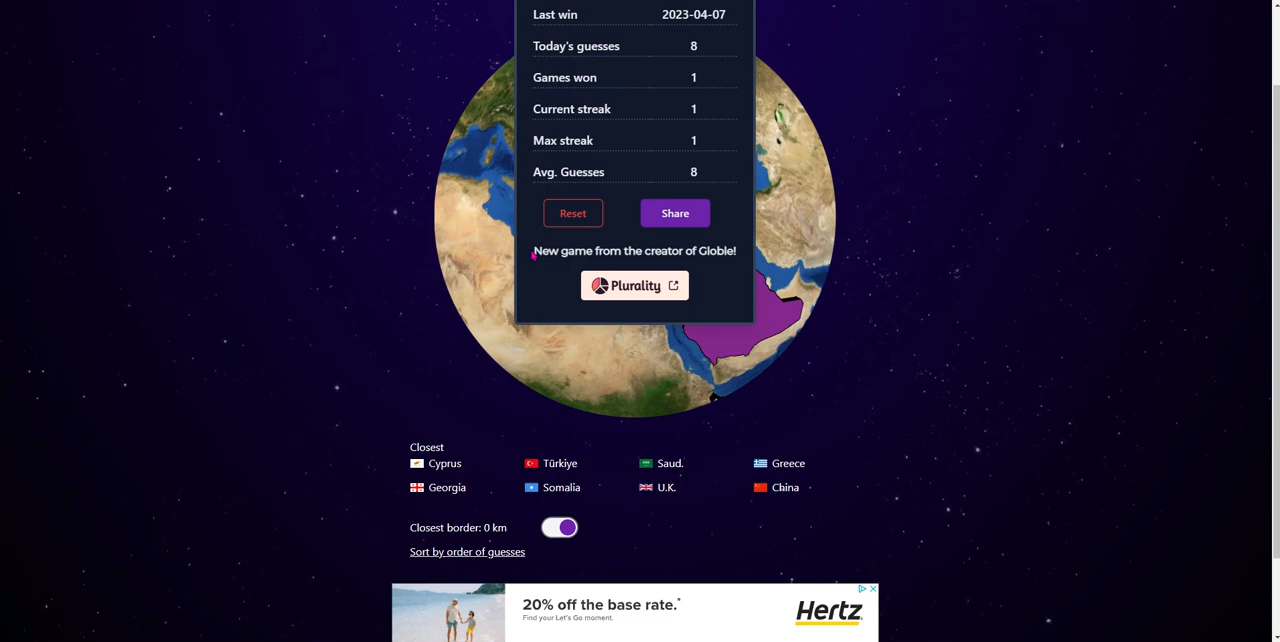 Last win 2023-04-07
Today's guesses 8
Games won 1
Current streak 1
Max streak 1
Avg. Guesses 8
Reset Share
New game from the creator of Globle!
Plurality
Closest
Cyprus Türkiye Saud. Greece
Georgia Somalia U.K. China
Closest border: 0 km
Sort by order of guesses
20% off the base rate.*
Find your Let's Go moment.
Hertz